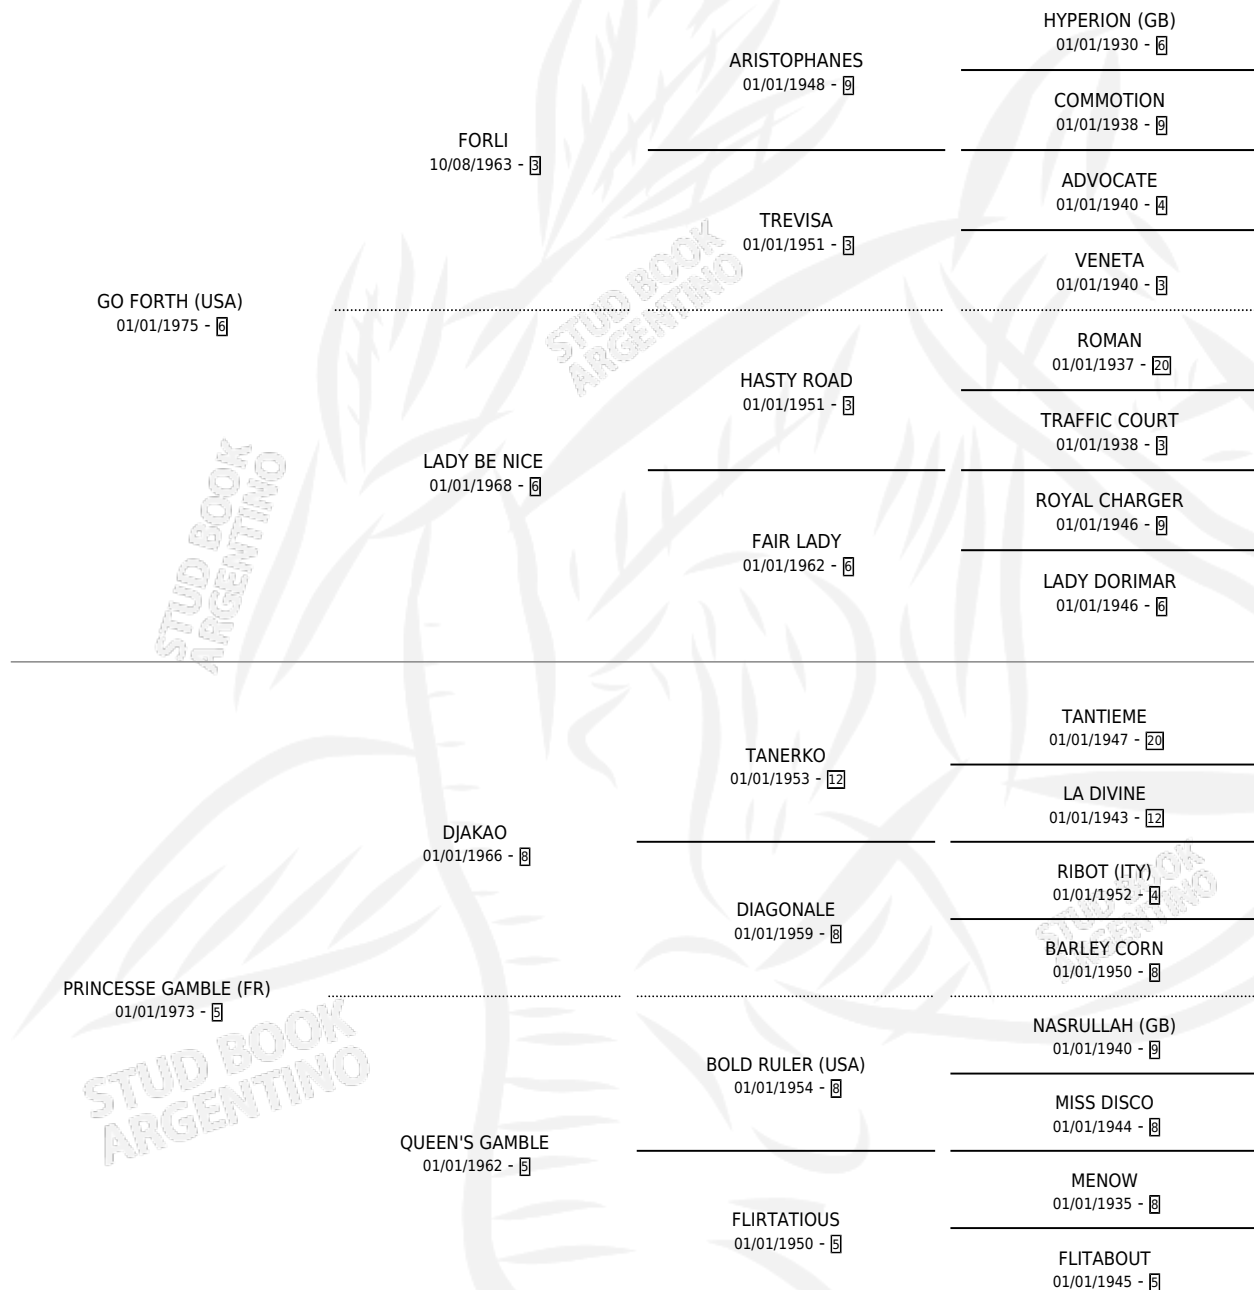 HYPERION (GB)
01/01/1930 - 6
ARISTOPHANES
01/01/1948 - 9
COMMOTION
01/01/1938 - 9
FORLI
10/08/1963 - 3
ADVOCATE
01/01/1940 - 4
TREVISA
01/01/1951 - 3
VENETA
01/01/1940 - 3
GO FORTH (USA)
01/01/1975 - 6
ROMAN
01/01/1937 - 20
HASTY ROAD
01/01/1951 - 3
TRAFFIC COURT
01/01/1938 - 3
LADY BE NICE
01/01/1968 - 6
ROYAL CHARGER
01/01/1946 - 9
FAIR LADY
01/01/1962 - 6
LADY DORIMAR
01/01/1946 - 6
TANTIEME
01/01/1947 - 20
TANERKO
01/01/1953 - 12
LA DIVINE
01/01/1943 - 12
DJAKAO
01/01/1966 - 8
RIBOT (ITY)
01/01/1952 - 4
DIAGONALE
01/01/1959 - 8
BARLEY CORN
01/01/1950 - 8
PRINCESSE GAMBLE (FR)
01/01/1973 - 5
NASRULLAH (GB)
01/01/1940 - 9
BOLD RULER (USA)
01/01/1954 - 8
MISS DISCO
01/01/1944 - 8
QUEEN'S GAMBLE
01/01/1962 - 5
MENOW
01/01/1935 - 8
FLIRTATIOUS
01/01/1950 - 5
FLITABOUT
01/01/1945 - 5
STUD BOOK
ARGENTINO
STUD BOOK
ARGENTINO
STUD BOOK
ARGENTINO
STUD BOOK
ARGENTINO